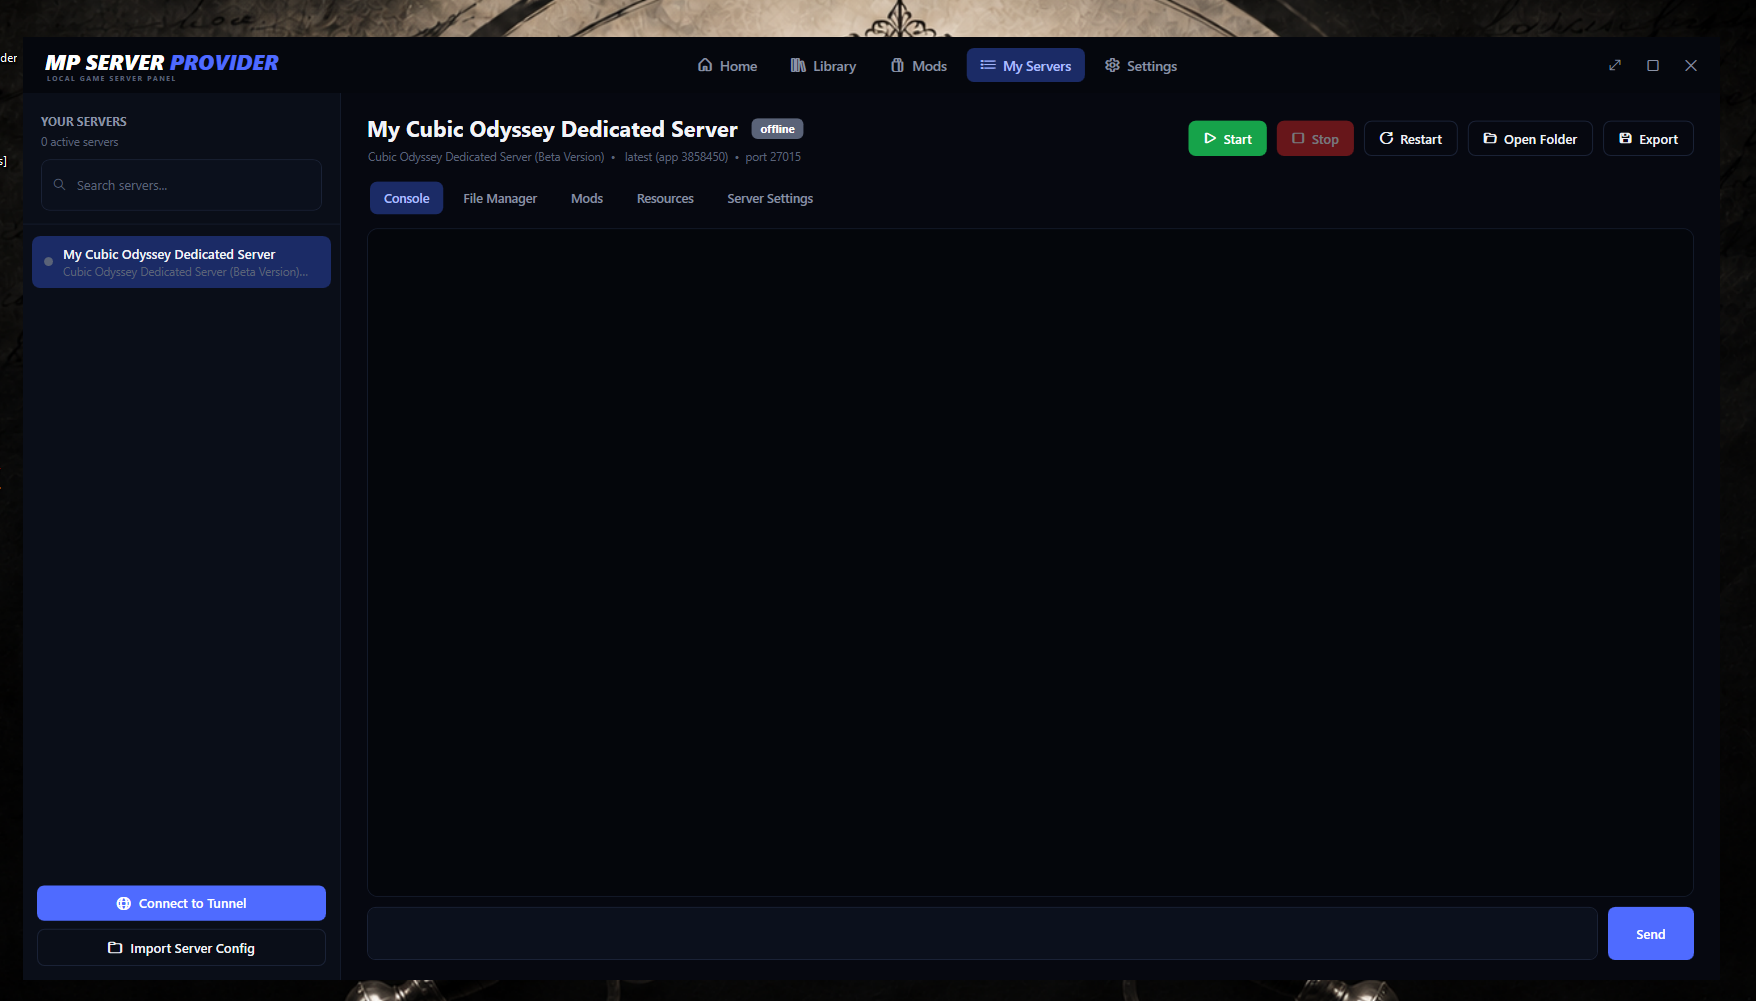 der
s]
MP SERVER PROVIDER
LOCAL GAME SERVER PANEL
Home
Library
Mods
My Servers
Settings
YOUR SERVERS
0 active servers
Search servers...
My Cubic Odyssey Dedicated Server
Cubic Odyssey Dedicated Server (Beta Version)...
Connect to Tunnel
Import Server Config
My Cubic Odyssey Dedicated Server offline
Cubic Odyssey Dedicated Server (Beta Version) • latest (app 3858450) • port 27015
Start
Stop
Restart
Open Folder
Export
Console
File Manager
Mods
Resources
Server Settings
Send